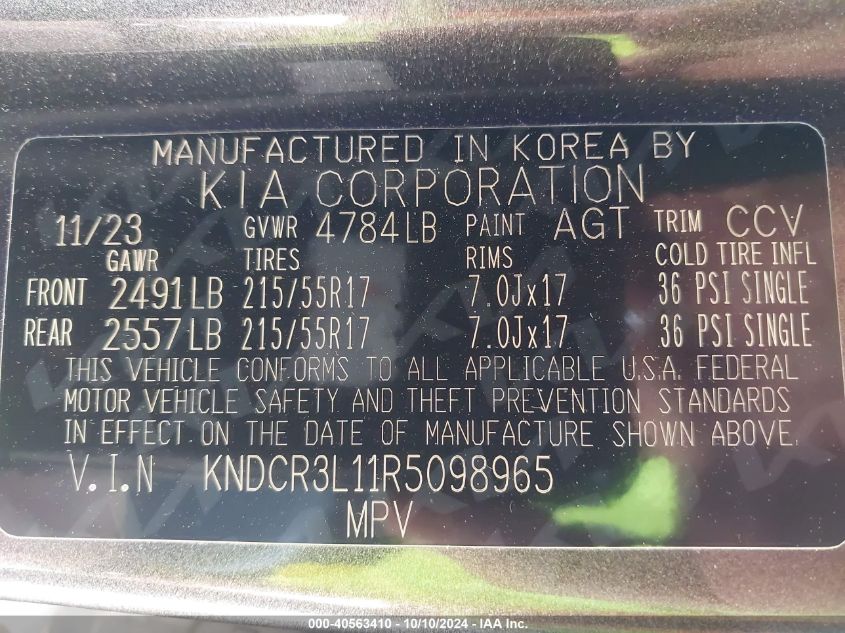 MANUFACTURED IN KOREA BY
KIA CORPORATION
11/23 GVWR 4784LB PAINT AGT TRIM CCV
GAWR TIRES RIMS COLD TIRE INFL
FRONT 2491LB 215/55R17 7.0Jx17 36 PSI SINGLE
REAR 2557LB 215/55R17 7.0Jx17 36 PSI SINGLE
THIS VEHICLE CONFORMS TO ALL APPLICABLE U.S.A. FEDERAL
MOTOR VEHICLE SAFETY AND THEFT PREVENTION STANDARDS
IN EFFECT ON THE DATE OF MANUFACTURE SHOWN ABOVE.
V.I.N KNDCR3L11R5098965
MPV
000-40563410 - 10/10/2024 - IAA Inc.